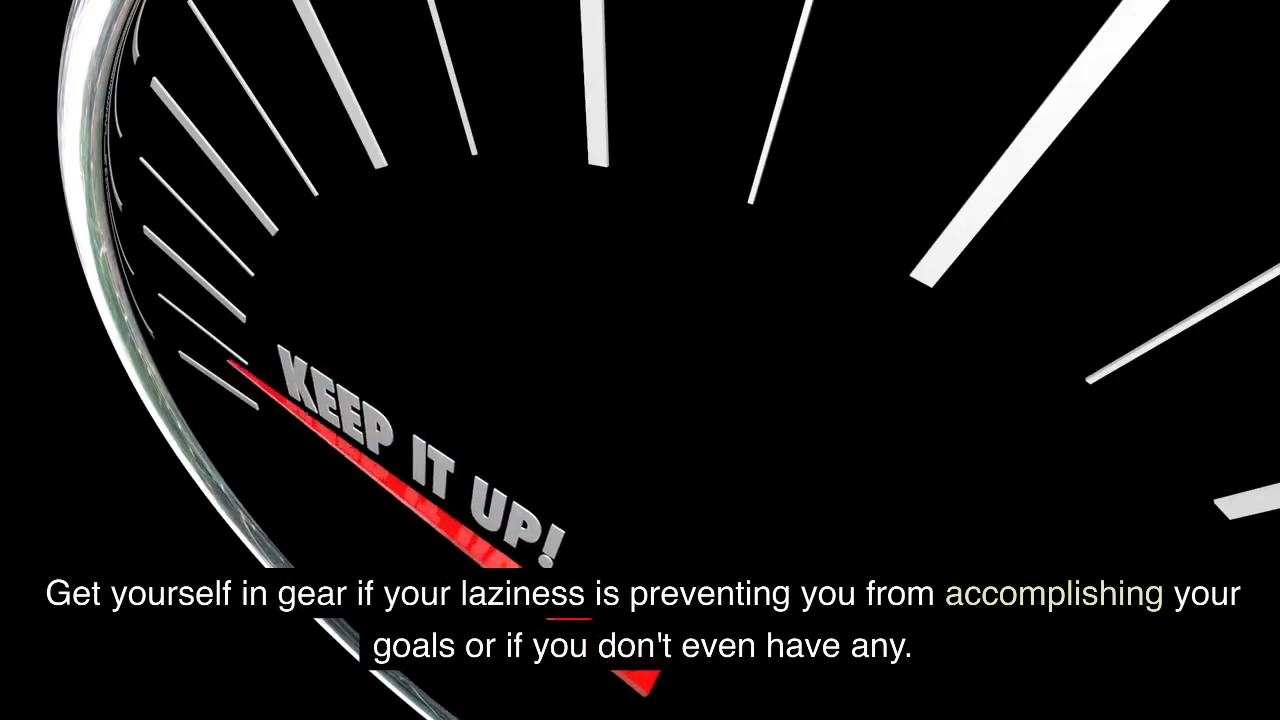 KEEP IT UP!
Get yourself in gear if your laziness is preventing you from accomplishing your
goals or if you don't even have any.